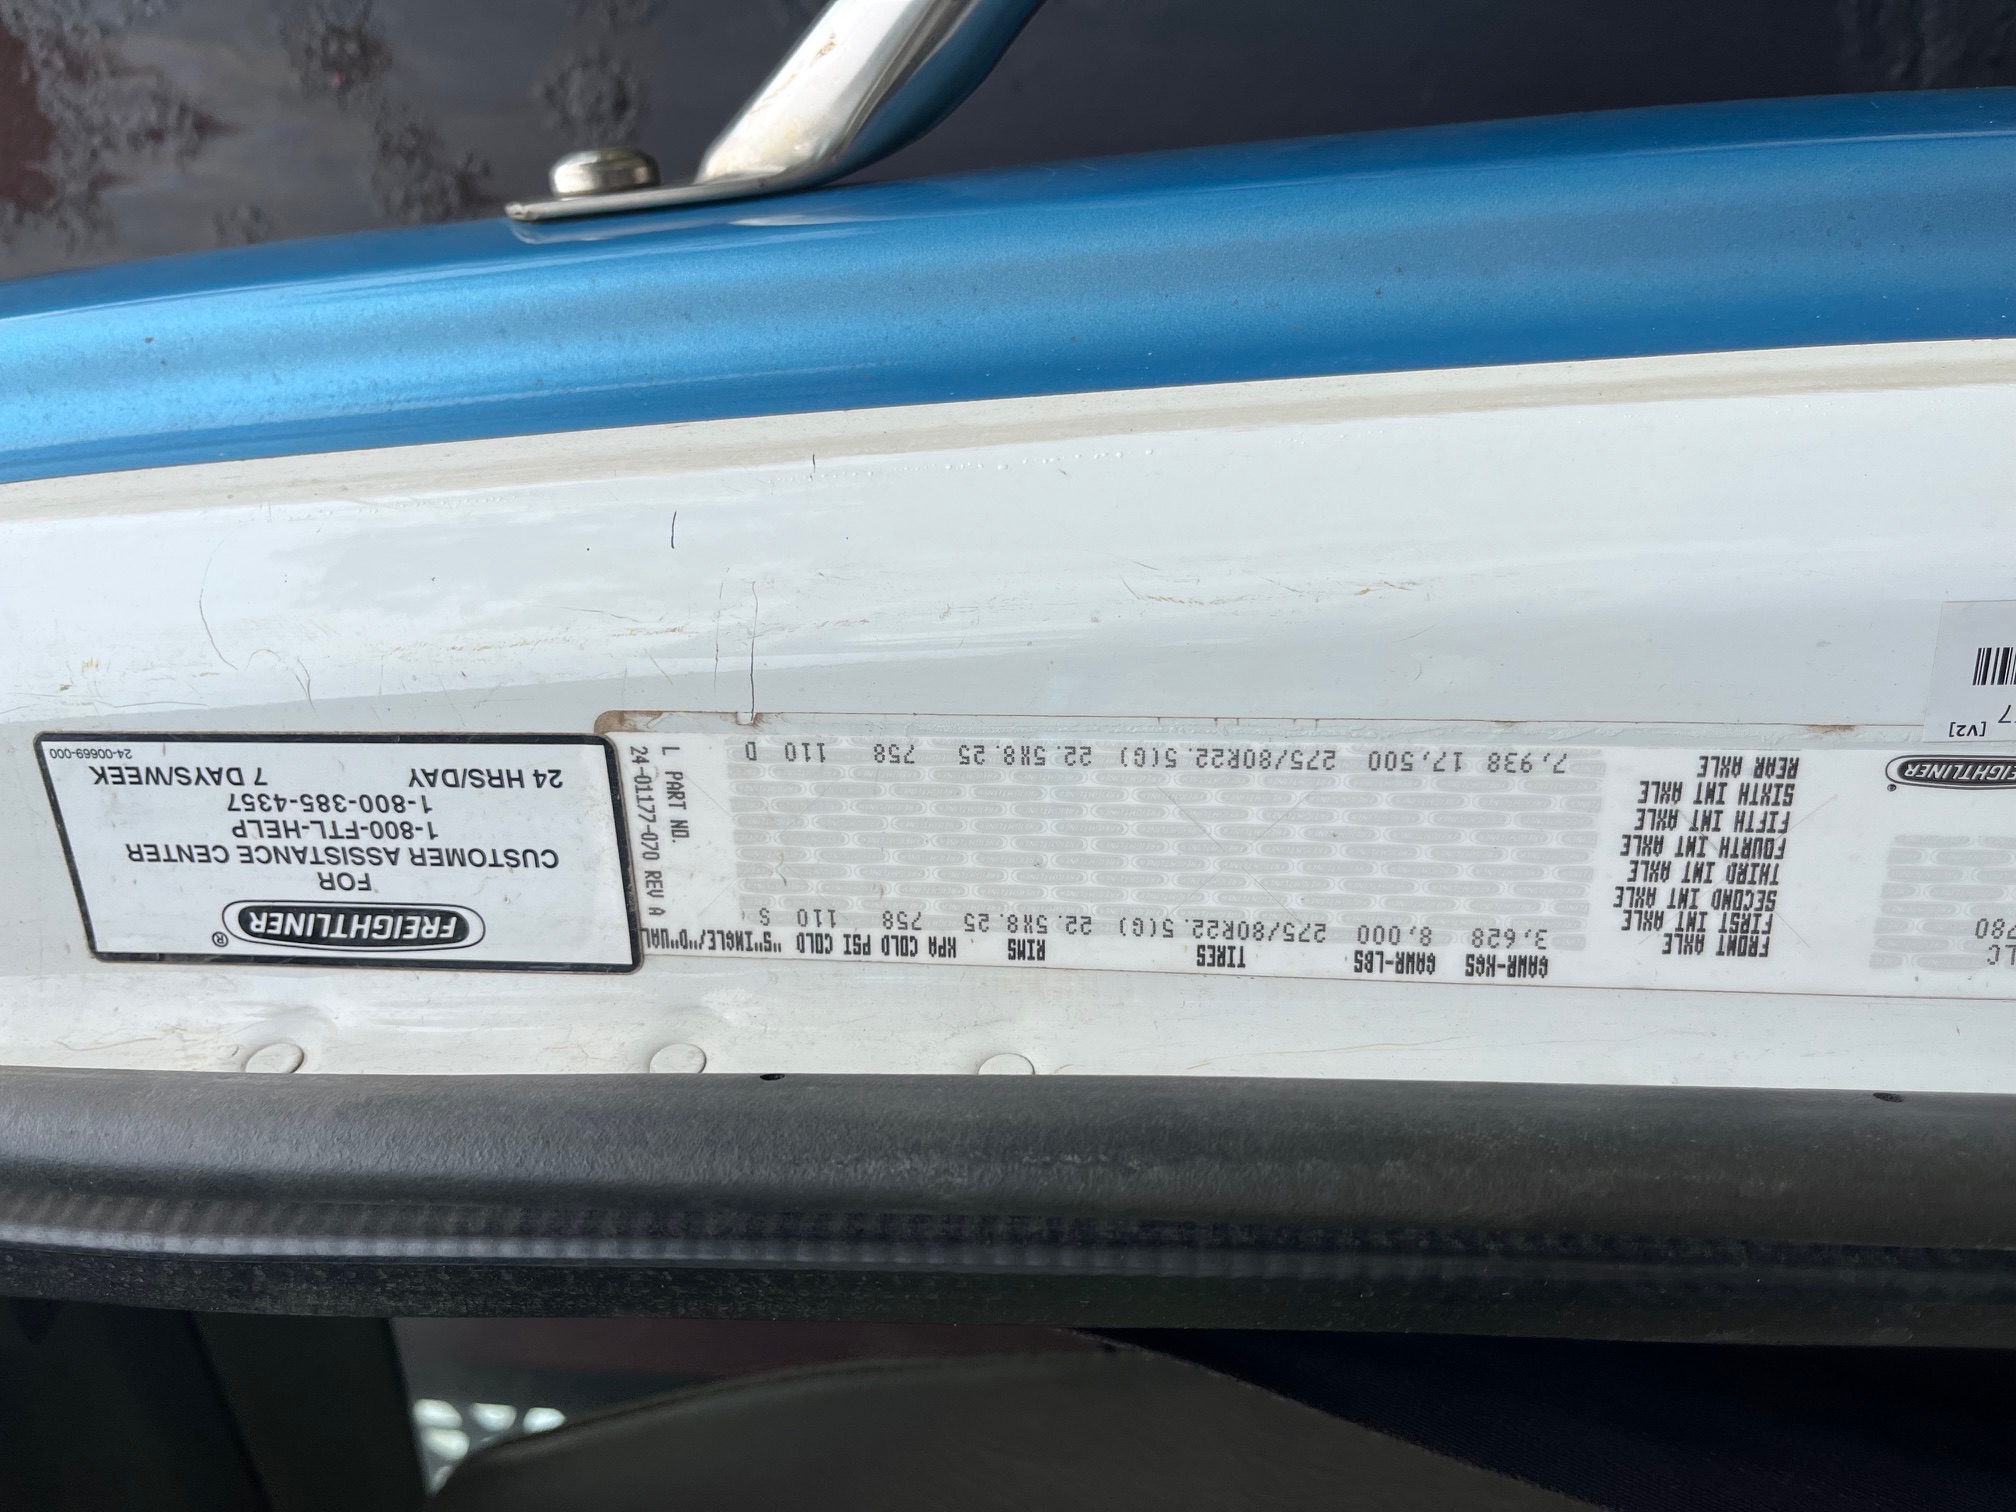 [V2]
7
FREIGHTLINER®
LC
780
GAWR-KGS GAWR-LBS TIRES RIMS KPA COLD PSI COLD "S"INGLE/"D"UAL
FRONT AXLE 3,628 8,000 275/80R22.5(G) 22.5X8.25 758 110 S
FIRST INT AXLE
SECOND INT AXLE
THIRD INT AXLE
FOURTH INT AXLE
FIFTH INT AXLE
SIXTH INT AXLE
REAR AXLE 7,938 17,500 275/80R22.5(G) 22.5X8.25 758 110 D
L PART NO.
24-01177-070 REV A
FREIGHTLINER®
FOR
CUSTOMER ASSISTANCE CENTER
1-800-FTL-HELP
1-800-385-4357
24 HRS/DAY 7 DAYS/WEEK
24-00669-000